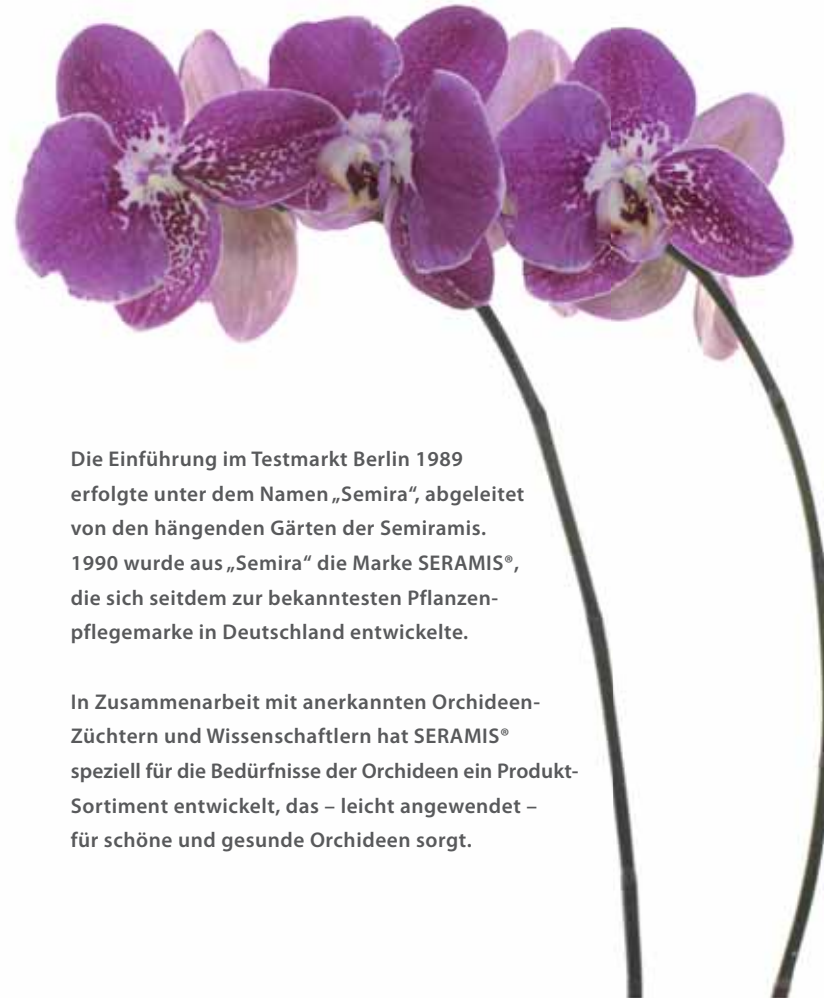 Die Einführung im Testmarkt Berlin 1989
erfolgte unter dem Namen „Semira“, abgeleitet
von den hängenden Gärten der Semiramis.
1990 wurde aus „Semira“ die Marke SERAMIS®,
die sich seitdem zur bekanntesten Pflanzen-
pflegemarke in Deutschland entwickelte.

In Zusammenarbeit mit anerkannten Orchideen-
Züchtern und Wissenschaftlern hat SERAMIS®
speziell für die Bedürfnisse der Orchideen ein Produkt-
Sortiment entwickelt, das – leicht angewendet –
für schöne und gesunde Orchideen sorgt.